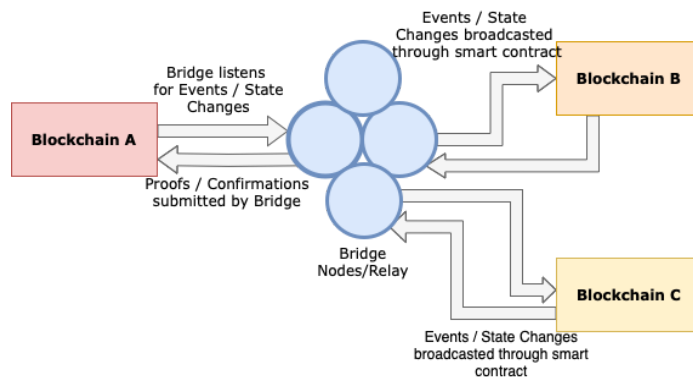 Events / State
Changes broadcasted
through smart contract
Bridge listens
for Events / State
Changes
Blockchain B
Blockchain A
Proofs / Confirmations
submitted by Bridge
Bridge
Nodes/Relay
Blockchain C
Events / State Changes
broadcasted through smart
contract